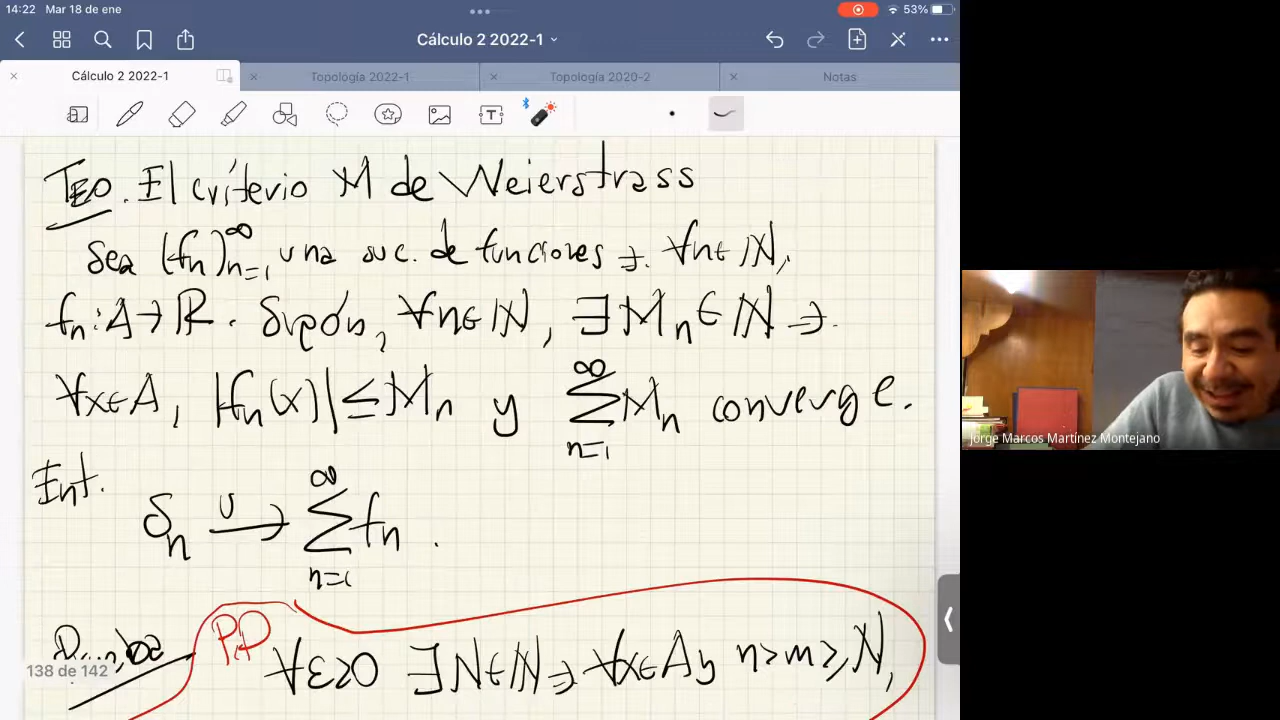 14:22 Mar 18 de ene 53%
Cálculo 2 2022-1
Cálculo 2 2022-1 Topología 2022-1 Topología 2020-2 Notas
TEO. El criterio M de Weierstrass
Sea (fn)_{n=1}^∞ una suc. de funciones ∋. ∀n∈ℕ,
fn: A→ℝ. Supón, ∀n∈ℕ, ∃Mn∈ℕ ∋.
∀x∈A, |fn(x)|≤Mn y ∑_{n=1}^∞ Mn converge.
Ent.
Sn →^u ∑_{n=1}^∞ fn.
P.D ∀ε>0 ∃N∈ℕ ∋ ∀x∈A y n>m≥N,
138 de 142
Jorge Marcos Martínez Montejano